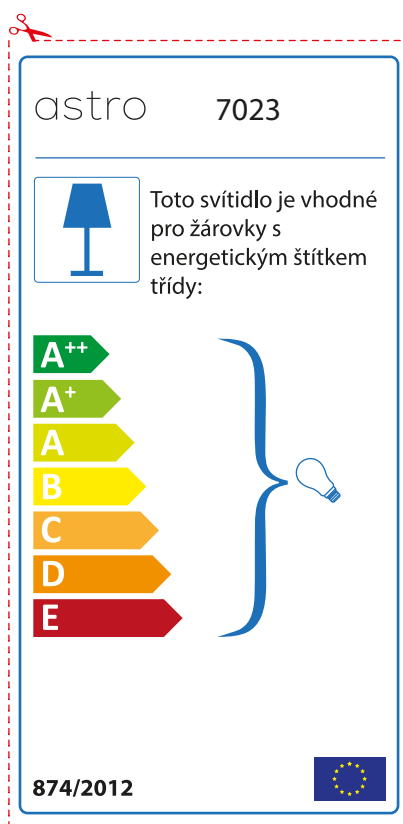 astro 7023
Toto svítidlo je vhodné
pro žárovky s
energetickým štítkem
třídy:
A++
A+
A
B
C
D
E
874/2012